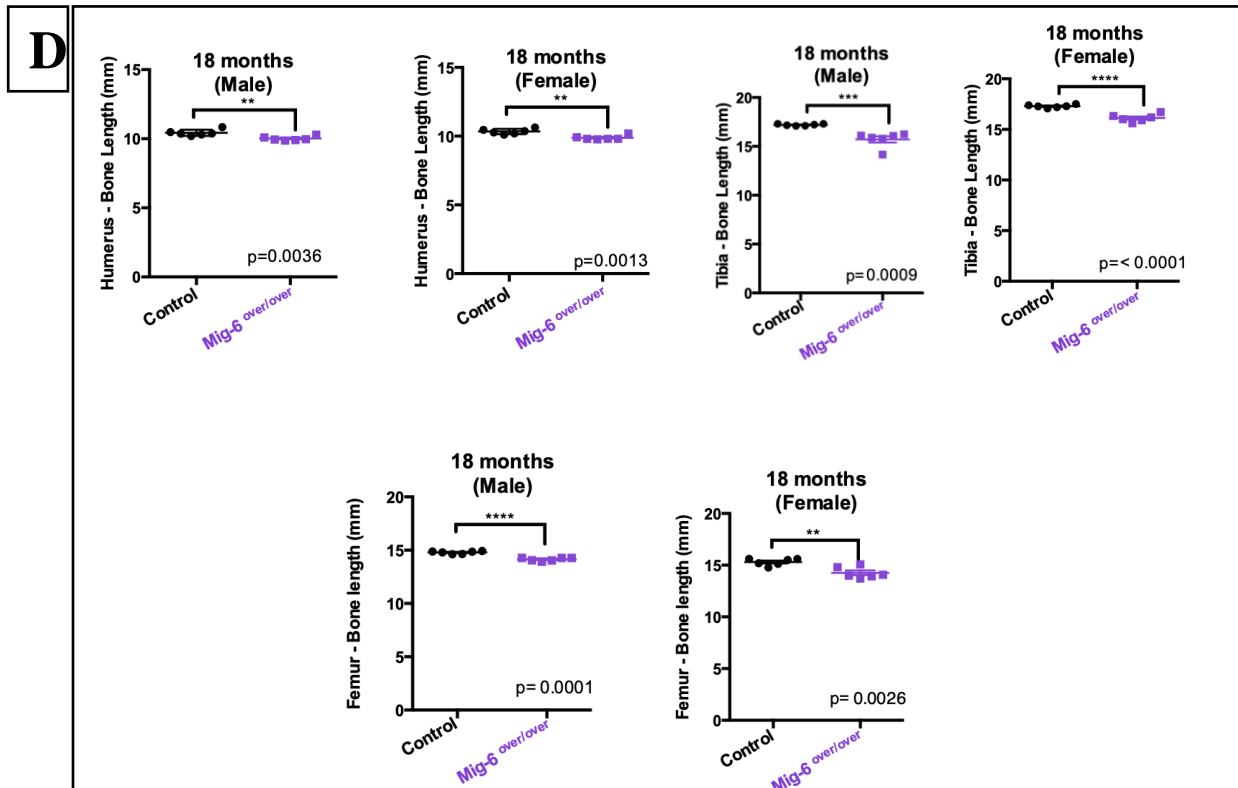 D
18 months
(Male)
Humerus - Bone Length (mm)
15
10
5
0
**
p=0.0036
Control
Mig-6 over/over
18 months
(Female)
Humerus - Bone Length (mm)
15
10
5
0
**
p=0.0013
Control
Mig-6 over/over
18 months
(Male)
Tibia - Bone Length (mm)
20
15
10
5
0
***
p=0.0009
Control
Mig-6 over/over
18 months
(Female)
Tibia - Bone Length (mm)
20
15
10
5
0
****
p=< 0.0001
Control
Mig-6 over/over
18 months
(Male)
Femur - Bone length (mm)
20
15
10
5
0
****
p= 0.0001
Control
Mig-6 over/over
18 months
(Female)
Femur - Bone length (mm)
20
15
10
5
0
**
p= 0.0026
Control
Mig-6 over/over